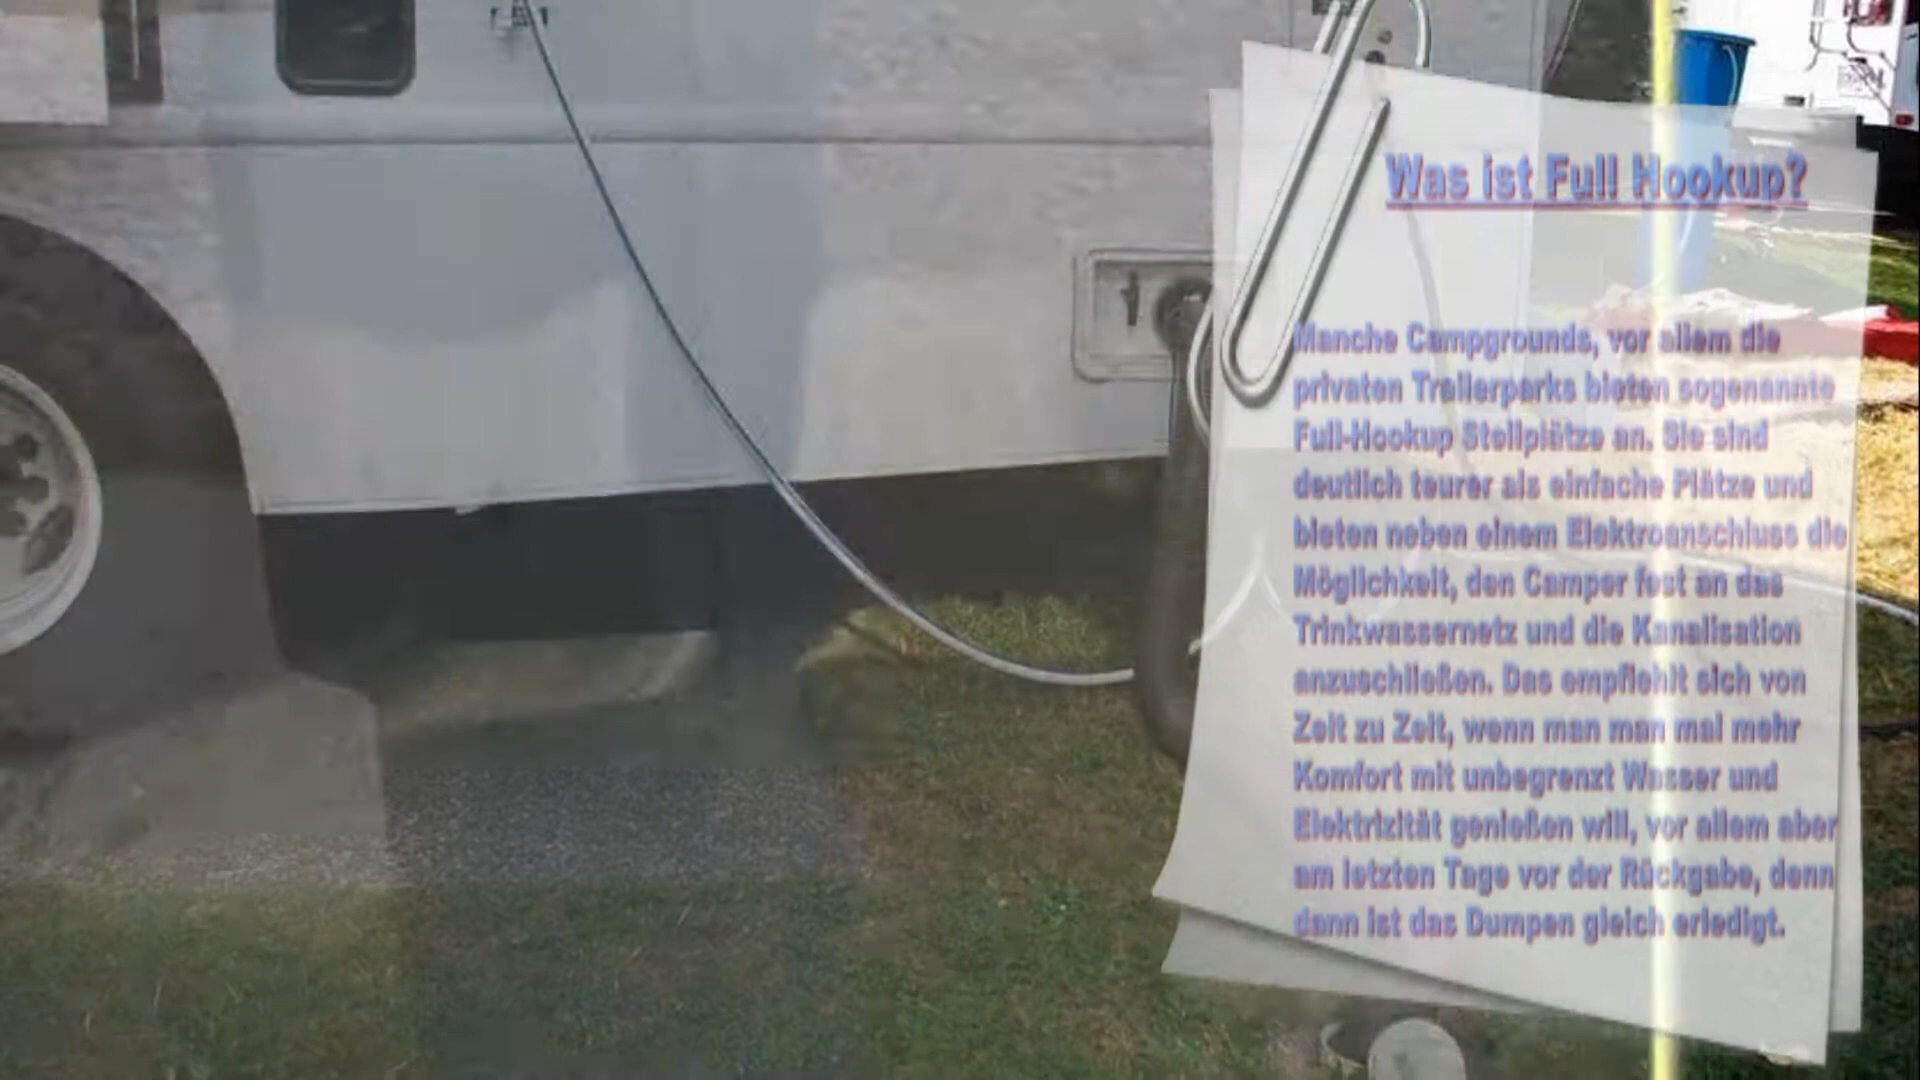 Was ist Full Hookup?
Manche Campgrounds, vor allem die
privaten Trailerparks bieten sogenannte
Full-Hookup Stellplätze an. Sie sind
deutlich teurer als einfache Plätze und
bieten neben einem Elektroanschluss die
Möglichkeit, den Camper fest an das
Trinkwassernetz und die Kanalisation
anzuschließen. Das empfiehlt sich von
Zeit zu Zeit, wenn man man mal mehr
Komfort mit unbegrenzt Wasser und
Elektrizität genießen will, vor allem aber
am letzten Tage vor der Rückgabe, denn
dann ist das Dumpen gleich erledigt.